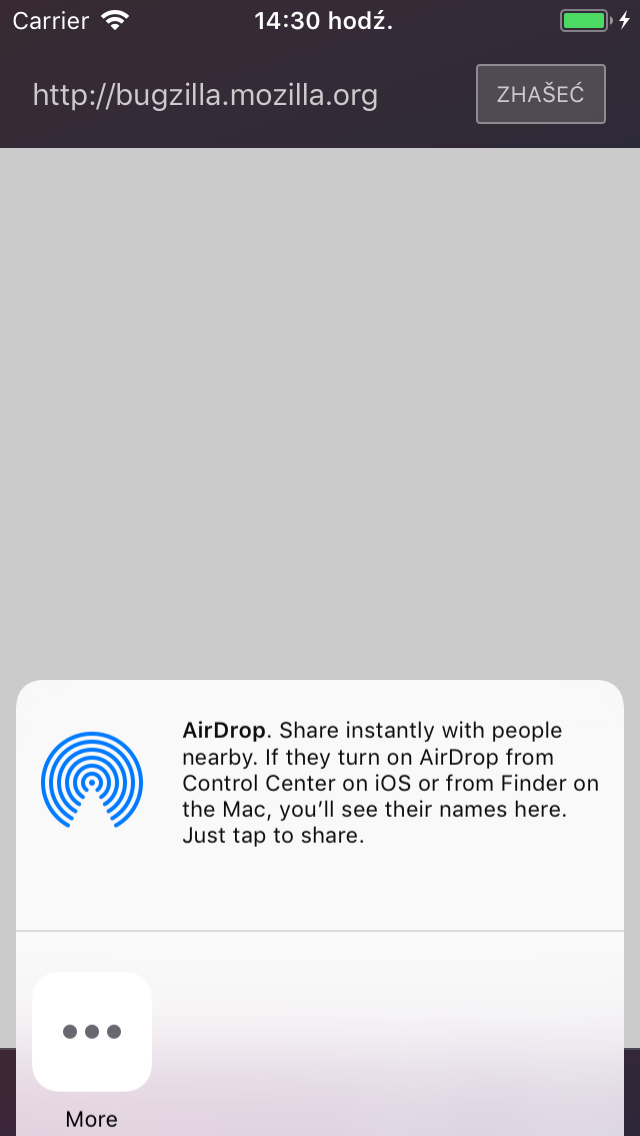 Carrier 14:30 hodź.
http://bugzilla.mozilla.org ZHAŠEĆ
AirDrop. Share instantly with people
nearby. If they turn on AirDrop from
Control Center on iOS or from Finder on
the Mac, you’ll see their names here.
Just tap to share.
More